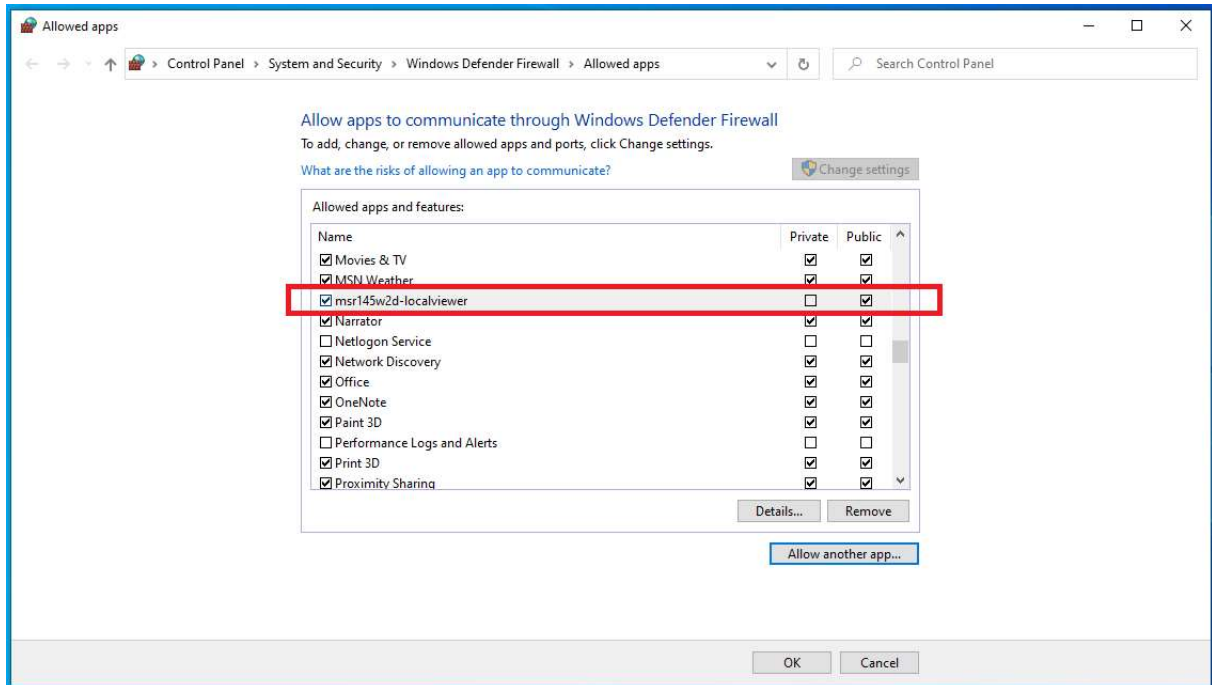 Allowed apps
Control Panel > System and Security > Windows Defender Firewall > Allowed apps
Search Control Panel
Allow apps to communicate through Windows Defender Firewall
To add, change, or remove allowed apps and ports, click Change settings.
What are the risks of allowing an app to communicate?
Change settings
Allowed apps and features:
Name Private Public
Movies & TV
MSN Weather
msr145w2d-localviewer
Narrator
Netlogon Service
Network Discovery
Office
OneNote
Paint 3D
Performance Logs and Alerts
Print 3D
Proximity Sharing
Details... Remove
Allow another app...
OK Cancel